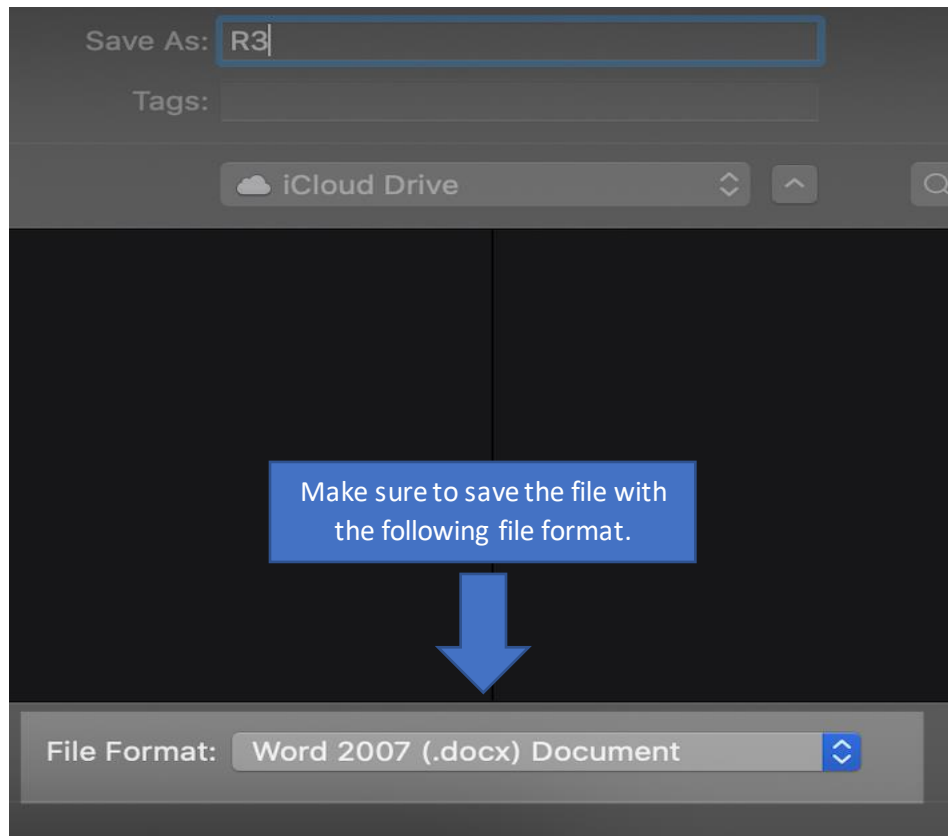 Save As: R3
Tags:
iCloud Drive
Make sure to save the file with
the following file format.
File Format: Word 2007 (.docx) Document